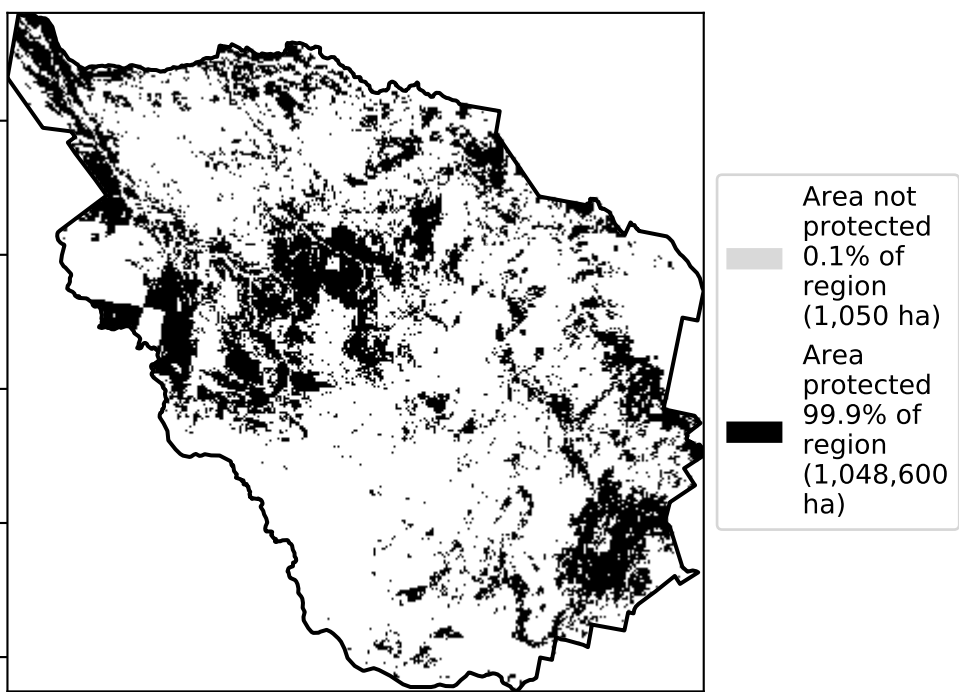 Area not
protected
0.1% of
region
(1,050 ha)
Area
protected
99.9% of
region
(1,048,600
ha)